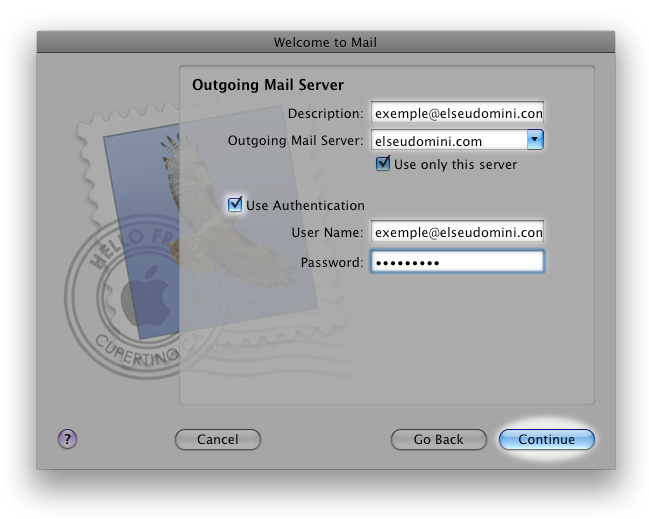 Welcome to Mail
Outgoing Mail Server
Description: exemple@elseudomini.con
Outgoing Mail Server: elseudomini.com
Use only this server
Use Authentication
User Name: exemple@elseudomini.con
Password: •••••••••
HELLO FR
CUPERTINO CA
? Cancel Go Back Continue